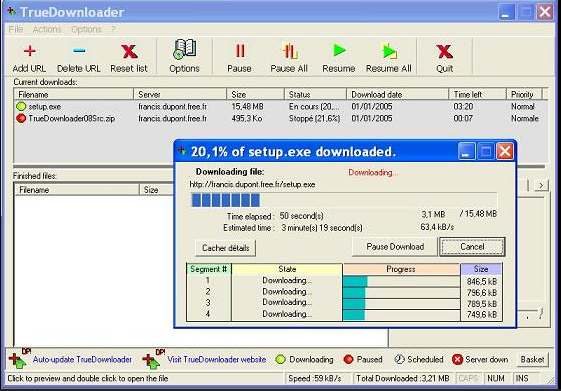 TrueDownloader
File Actions Options ?
Add URL Delete URL Reset list Options Pause Pause All Resume Resume All Quit
Current downloads:
Filename Server Size Status Download date Time left Priority
setup.exe francis.dupont.free.fr 15,48 MB En cours (20,... 01/01/2005 03:20 Normal
TrueDownloader08Src.zip francis.dupont.free.fr 495,3 Ko Stoppé (21,6%) 01/01/2005 00:07 Normale
20,1% of setup.exe downloaded.
Finished files:
Filename Size
Downloading file: Downloading...
http://francis.dupont.free.fr/setup.exe
Time elapsed : 50 second(s) 3,1 MB / 15,48 MB
Estimated time : 3 minute(s) 19 second(s) 63,4 kB/s
Cacher détails Pause Download Cancel
Segment # State Progress Size
1 Downloading... 846,5 kB
2 Downloading... 796,6 kB
3 Downloading... 789,5 kB
4 Downloading... 749,6 kB
DP! Auto-update TrueDownloader DP! Visit TrueDownloader website Downloading Paused Scheduled Server down Basket
Click to preview and double click to open the file Speed :59 kB/s Total Downloaded :3,21 MB CAPS NUM INS